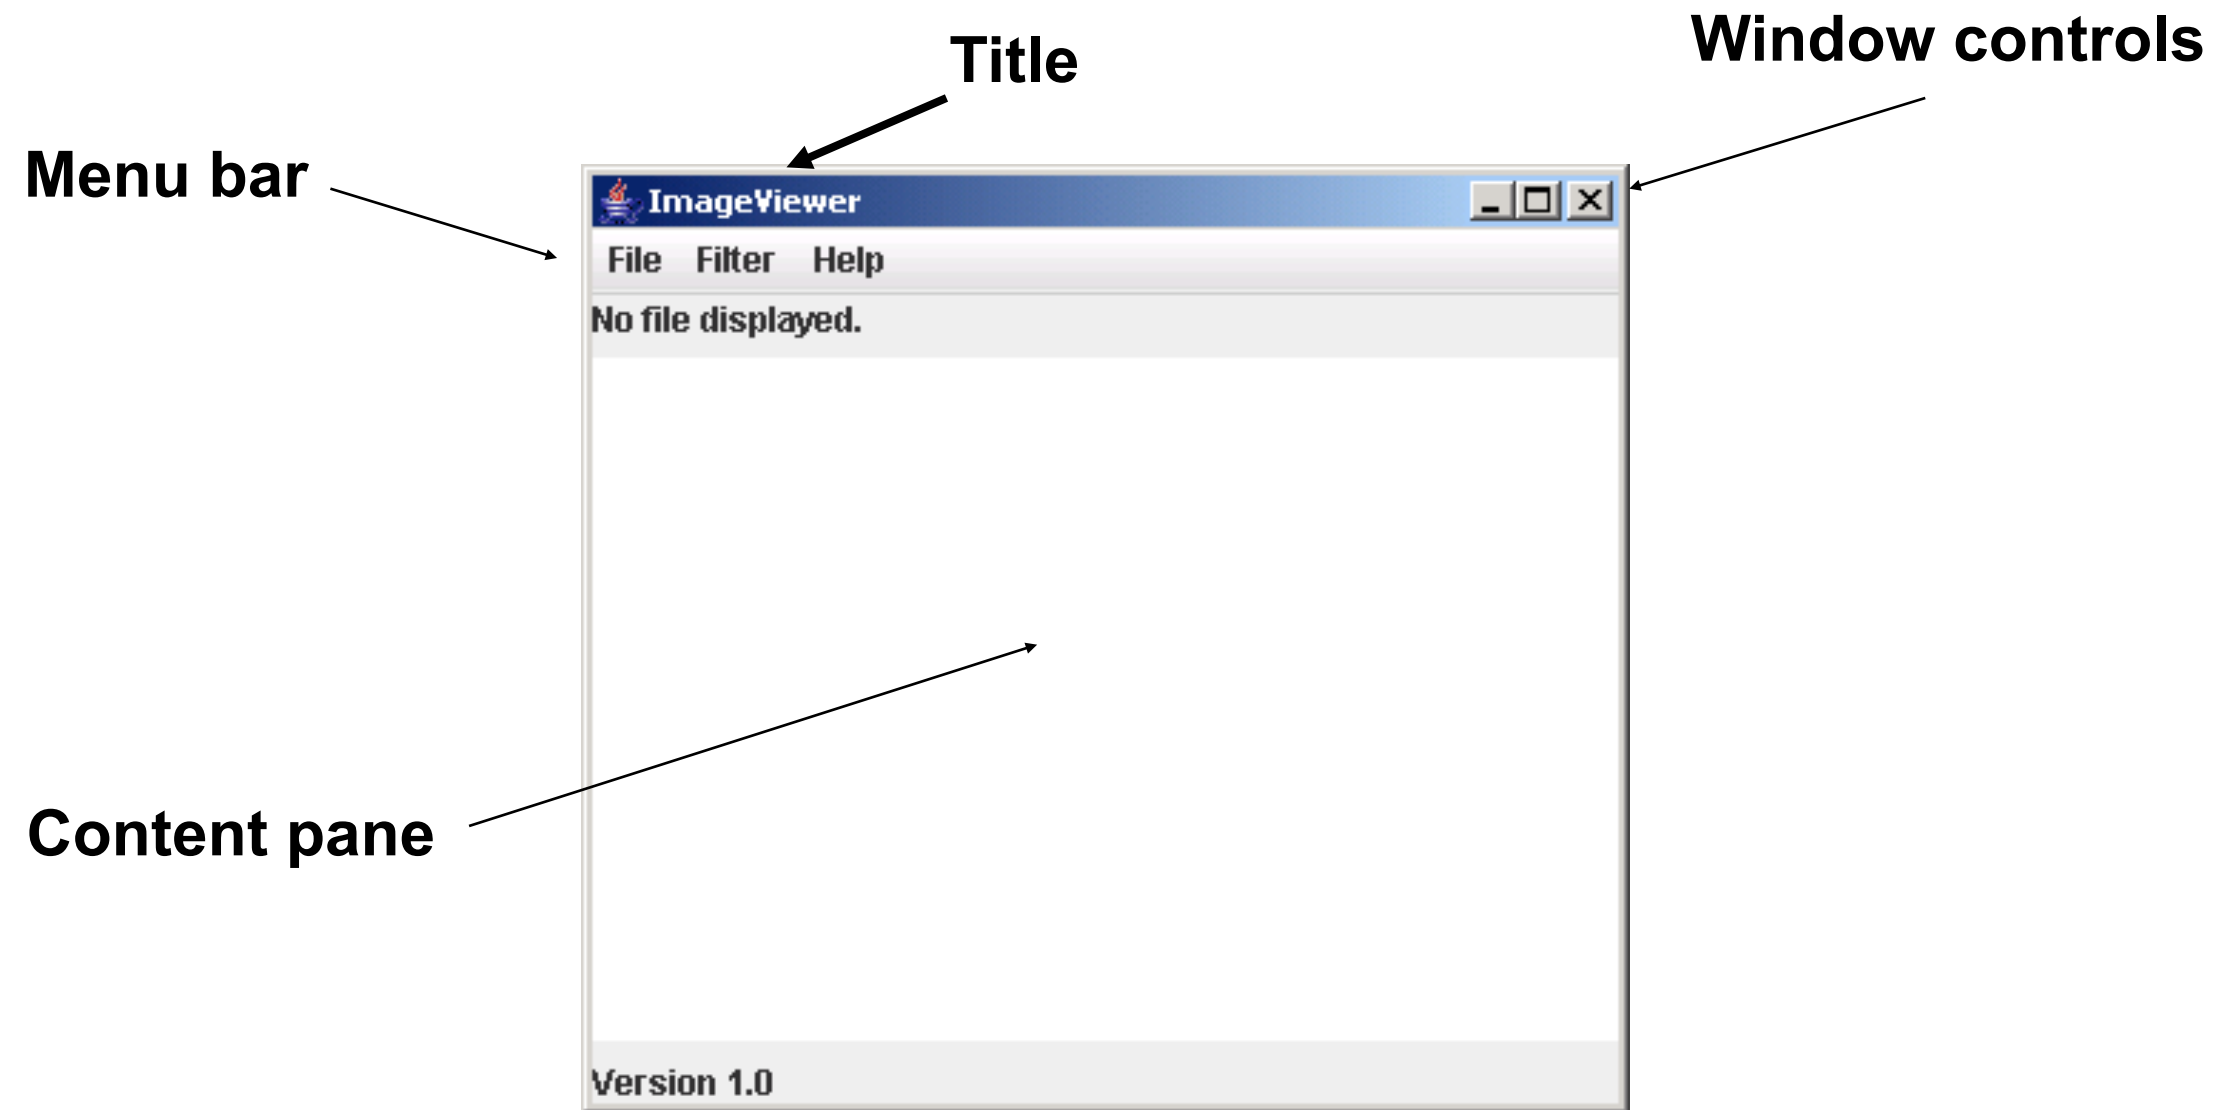 Title
Window controls
Menu bar
ImageViewer
File Filter Help
No file displayed.
Content pane
Version 1.0